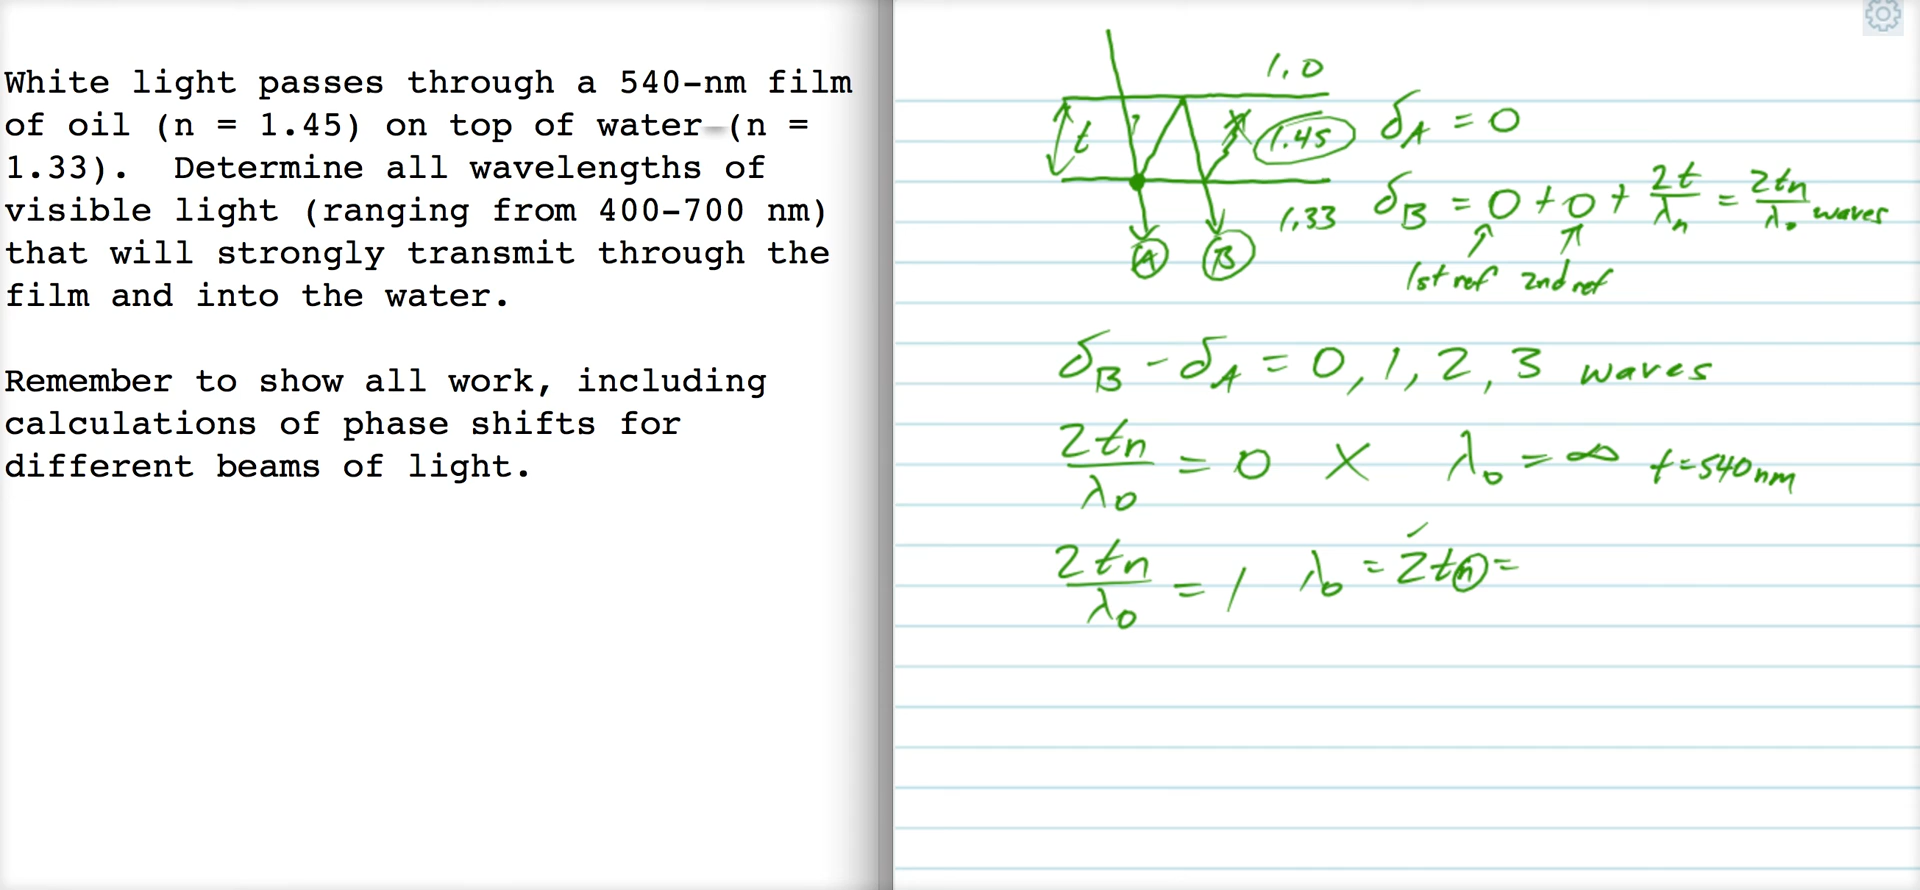 White light passes through a 540-nm film
of oil (n = 1.45) on top of water (n =
1.33). Determine all wavelengths of
visible light (ranging from 400-700 nm)
that will strongly transmit through the
film and into the water.
Remember to show all work, including
calculations of phase shifts for
different beams of light.
1.0
t 1.45 δA = 0
1.33 δB = 0 + 0 + 2t/λn = 2tn/λo waves
A B 1st ref 2nd ref
δB - δA = 0, 1, 2, 3 waves
2tn/λo = 0 X λo = ∞ t=540nm
2tn/λo = 1 λo = 2tn =